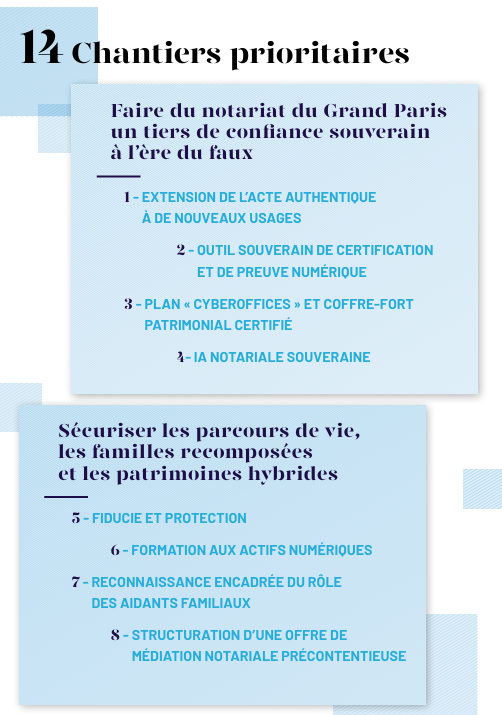 14 Chantiers prioritaires
Faire du notariat du Grand Paris
un tiers de confiance souverain
à l'ère du faux
1 - EXTENSION DE L'ACTE AUTHENTIQUE
À DE NOUVEAUX USAGES
2 - OUTIL SOUVERAIN DE CERTIFICATION
ET DE PREUVE NUMÉRIQUE
3 - PLAN « CYBEROFFICES » ET COFFRE-FORT
PATRIMONIAL CERTIFIÉ
4- IA NOTARIALE SOUVERAINE
Sécuriser les parcours de vie,
les familles recomposées
et les patrimoines hybrides
5 - FIDUCIE ET PROTECTION
6 - FORMATION AUX ACTIFS NUMÉRIQUES
7 - RECONNAISSANCE ENCADRÉE DU RÔLE
DES AIDANTS FAMILIAUX
8 - STRUCTURATION D'UNE OFFRE DE
MÉDIATION NOTARIALE PRÉCONTENTIEUSE